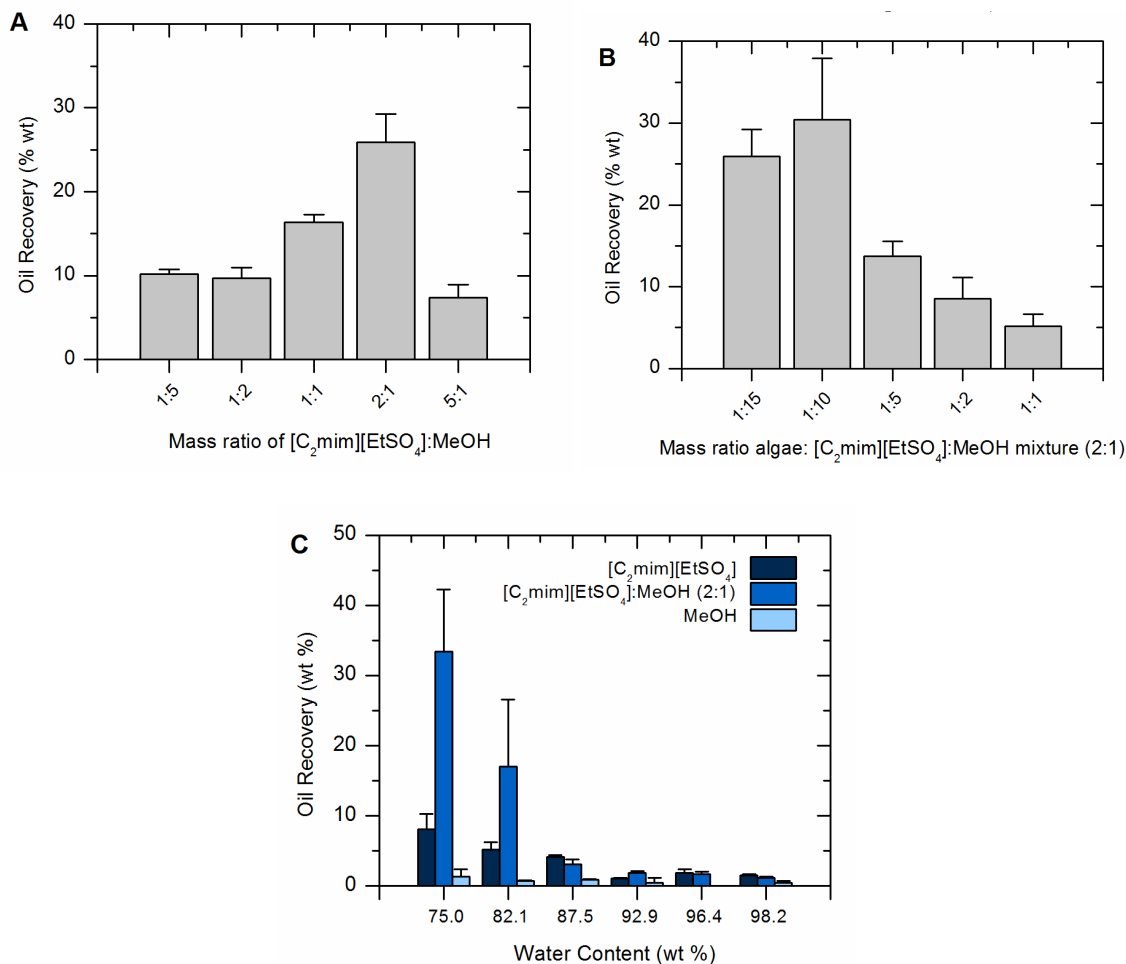 A
40
30
20
10
0
Oil Recovery (% wt)
1:5 1:2 1:1 2:1 5:1
Mass ratio of [C₂mim][EtSO₄]:MeOH
B
40
30
20
10
0
Oil Recovery (% wt)
1:15 1:10 1:5 1:2 1:1
Mass ratio algae: [C₂mim][EtSO₄]:MeOH mixture (2:1)
C
50
40
30
20
10
0
Oil Recovery (wt %)
[C₂mim][EtSO₄]
[C₂mim][EtSO₄]:MeOH (2:1)
MeOH
75.0 82.1 87.5 92.9 96.4 98.2
Water Content (wt %)